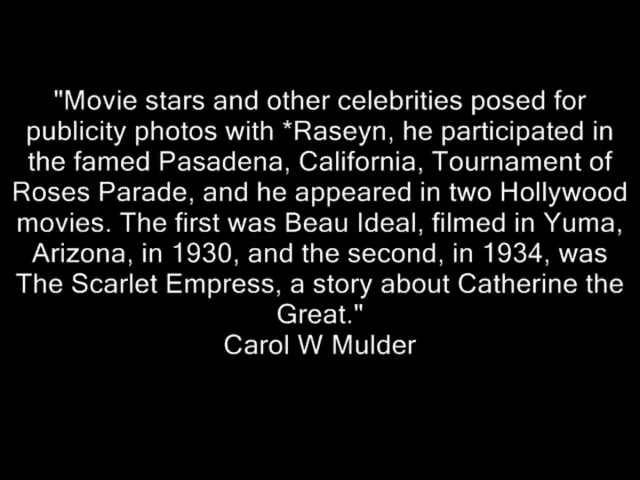 "Movie stars and other celebrities posed for
publicity photos with *Raseyn, he participated in
the famed Pasadena, California, Tournament of
Roses Parade, and he appeared in two Hollywood
movies. The first was Beau Ideal, filmed in Yuma,
Arizona, in 1930, and the second, in 1934, was
The Scarlet Empress, a story about Catherine the
Great."
Carol W Mulder